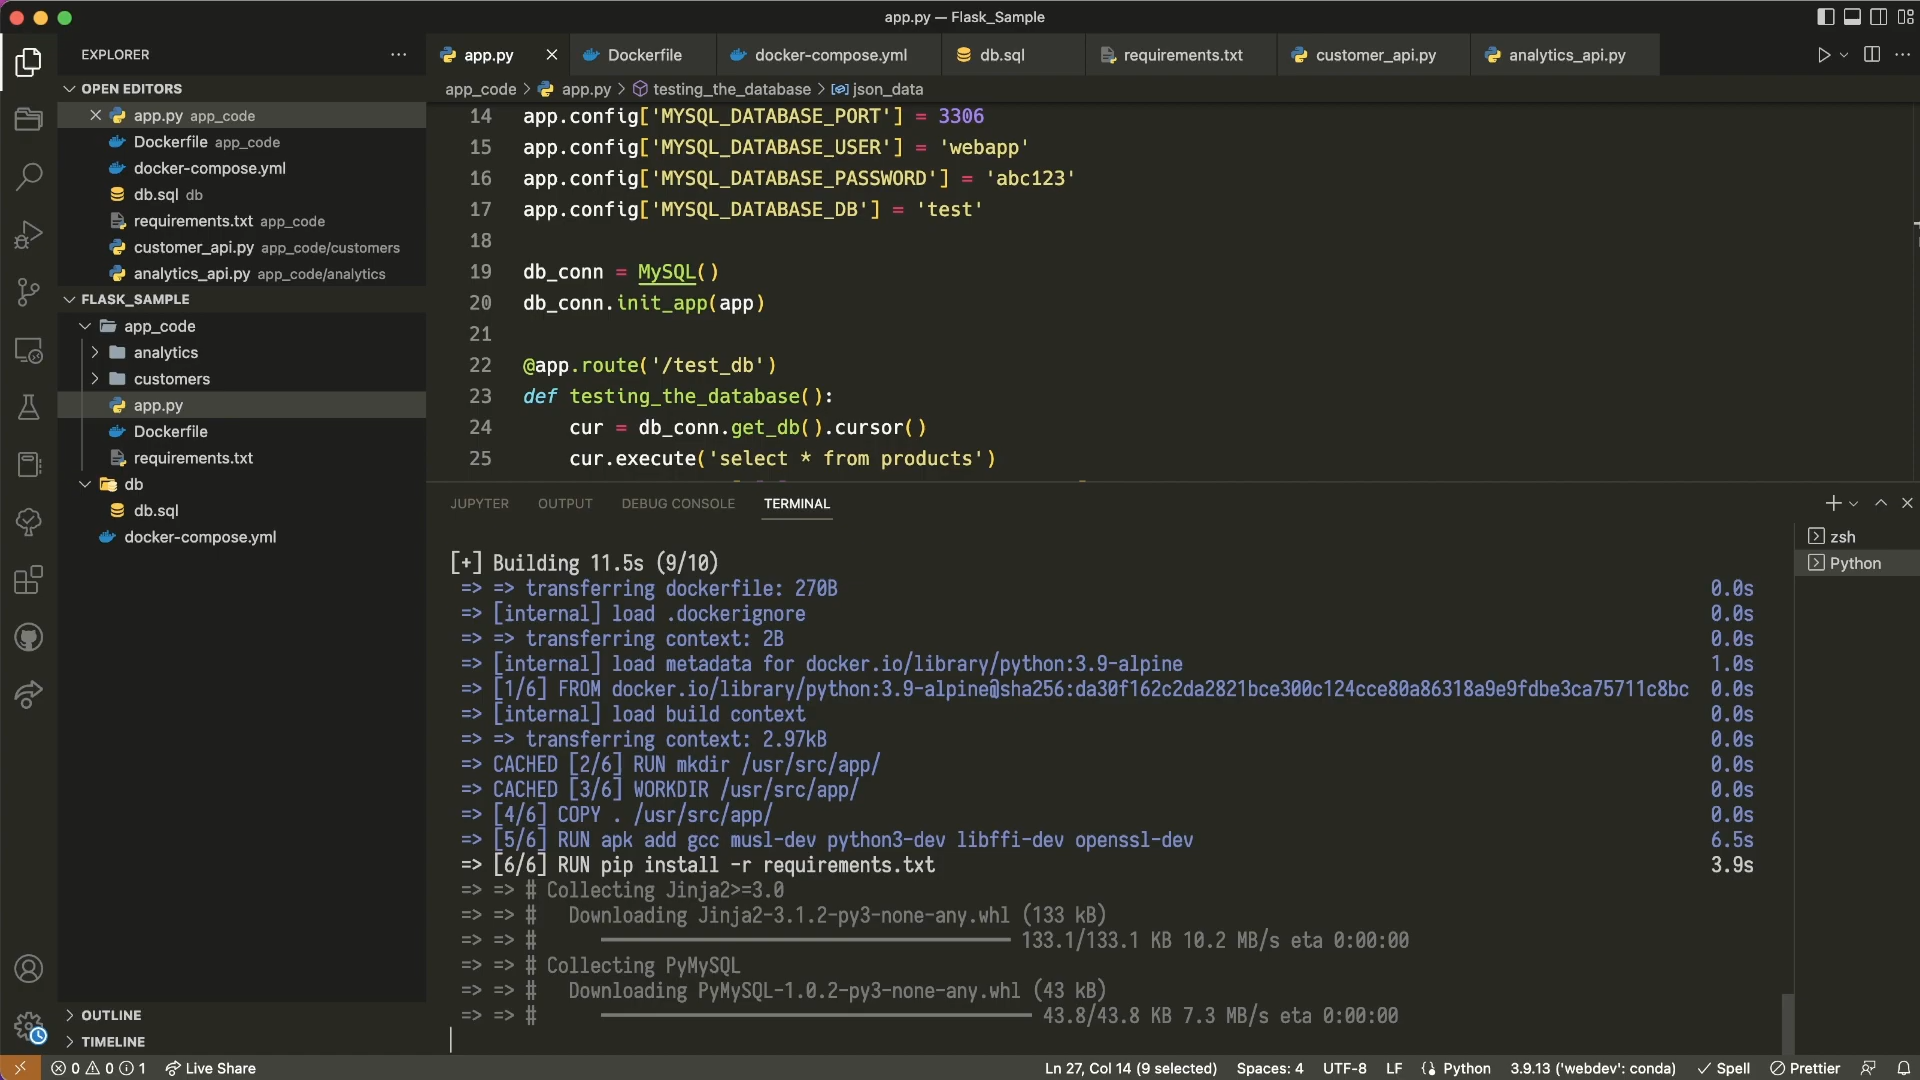 app.py — Flask_Sample
EXPLORER
OPEN EDITORS
app.py app_code
Dockerfile app_code
docker-compose.yml
db.sql db
requirements.txt app_code
customer_api.py app_code/customers
analytics_api.py app_code/analytics
FLASK_SAMPLE
app_code
analytics
customers
app.py
Dockerfile
requirements.txt
db
db.sql
docker-compose.yml
OUTLINE
TIMELINE
app.py Dockerfile docker-compose.yml db.sql requirements.txt customer_api.py analytics_api.py
app_code > app.py > testing_the_database > json_data
14 app.config['MYSQL_DATABASE_PORT'] = 3306
15 app.config['MYSQL_DATABASE_USER'] = 'webapp'
16 app.config['MYSQL_DATABASE_PASSWORD'] = 'abc123'
17 app.config['MYSQL_DATABASE_DB'] = 'test'
18
19 db_conn = MySQL()
20 db_conn.init_app(app)
21
22 @app.route('/test_db')
23 def testing_the_database():
24 cur = db_conn.get_db().cursor()
25 cur.execute('select * from products')
JUPYTER OUTPUT DEBUG CONSOLE TERMINAL
zsh
Python
[+] Building 11.5s (9/10)
=> => transferring dockerfile: 270B 0.0s
=> [internal] load .dockerignore 0.0s
=> => transferring context: 2B 0.0s
=> [internal] load metadata for docker.io/library/python:3.9-alpine 1.0s
=> [1/6] FROM docker.io/library/python:3.9-alpine@sha256:da30f162c2da2821bce300c124cce80a86318a9e9fdbe3ca75711c8bc 0.0s
=> [internal] load build context 0.0s
=> => transferring context: 2.97kB 0.0s
=> CACHED [2/6] RUN mkdir /usr/src/app/ 0.0s
=> CACHED [3/6] WORKDIR /usr/src/app/ 0.0s
=> [4/6] COPY . /usr/src/app/ 0.0s
=> [5/6] RUN apk add gcc musl-dev python3-dev libffi-dev openssl-dev 6.5s
=> [6/6] RUN pip install -r requirements.txt 3.9s
=> => # Collecting Jinja2>=3.0
=> => # Downloading Jinja2-3.1.2-py3-none-any.whl (133 kB)
=> => # 133.1/133.1 KB 10.2 MB/s eta 0:00:00
=> => # Collecting PyMySQL
=> => # Downloading PyMySQL-1.0.2-py3-none-any.whl (43 kB)
=> => # 43.8/43.8 KB 7.3 MB/s eta 0:00:00
0 0 1 Live Share Ln 27, Col 14 (9 selected) Spaces: 4 UTF-8 LF Python 3.9.13 ('webdev': conda) Spell Prettier